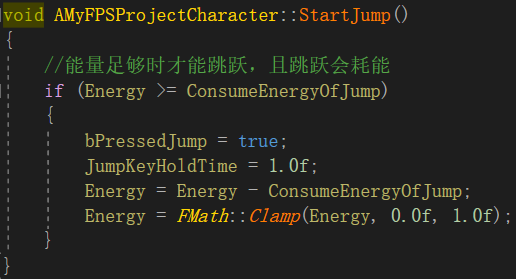 void AMyFPSProjectCharacter::StartJump()
{
//能量足够时才能跳跃，且跳跃会耗能
if (Energy >= ConsumeEnergyOfJump)
{
bPressedJump = true;
JumpKeyHoldTime = 1.0f;
Energy = Energy - ConsumeEnergyOfJump;
Energy = FMath::Clamp(Energy, 0.0f, 1.0f);
}
}